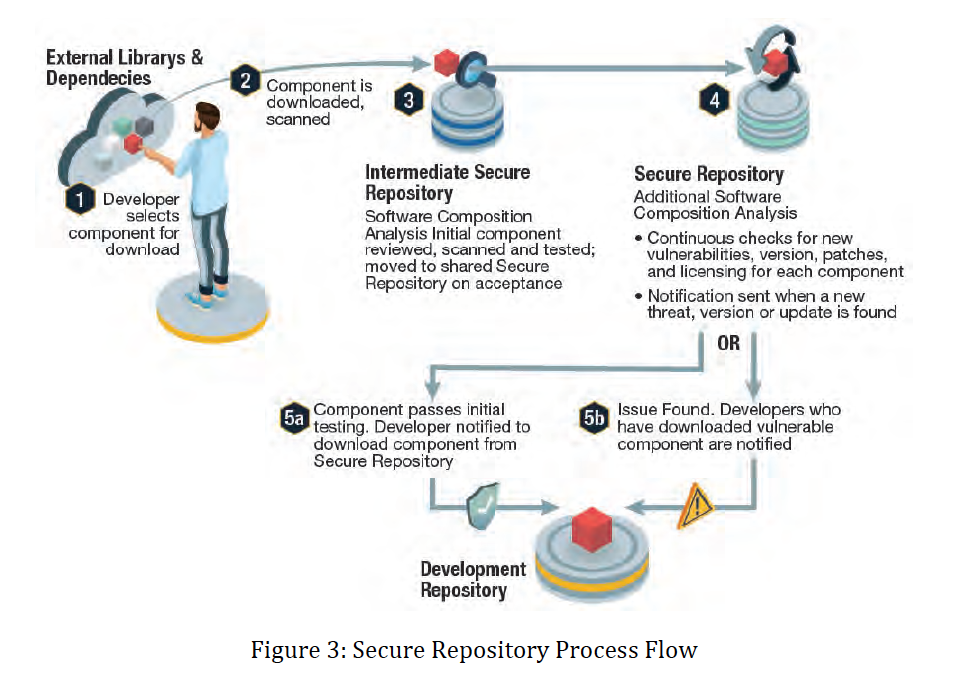 External Librarys &
Dependecies
1
Developer
selects
component for
download
2
Component is
downloaded,
scanned
3
Intermediate Secure
Repository
Software Composition
Analysis Initial component
reviewed, scanned and tested;
moved to shared Secure
Repository on acceptance
4
Secure Repository
Additional Software
Composition Analysis
• Continuous checks for new
vulnerabilities, version, patches,
and licensing for each component
• Notification sent when a new
threat, version or update is found
OR
5a
Component passes initial
testing. Developer notified to
download component from
Secure Repository
5b
Issue Found. Developers who
have downloaded vulnerable
component are notified
Development
Repository
Figure 3: Secure Repository Process Flow